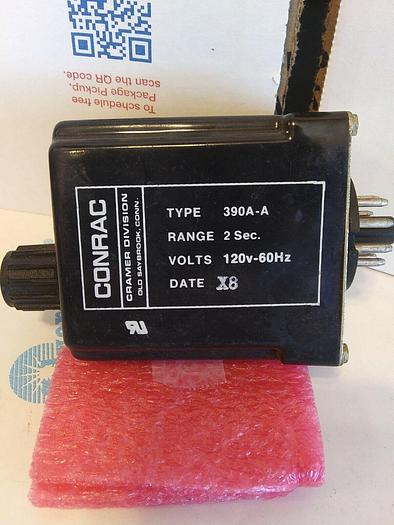 To schedule free
Package Pickup,
scan the QR code.
CONRAC
CRAMER DIVISION
OLD SAYBROOK, CONN.
TYPE 390A-A
RANGE 2 Sec.
VOLTS 120v-60Hz
DATE X8